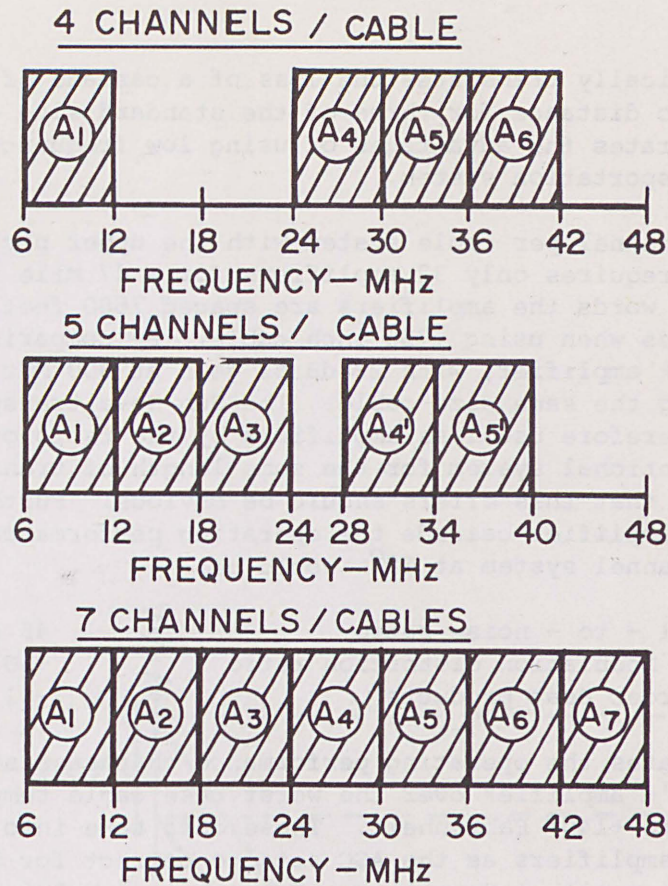 4 CHANNELS / CABLE
A1 A4 A5 A6
6 12 18 24 30 36 42 48
FREQUENCY—MHz
5 CHANNELS / CABLE
A1 A2 A3 A4' A5'
6 12 18 24 28 34 40 48
FREQUENCY—MHz
7 CHANNELS / CABLES
A1 A2 A3 A4 A5 A6 A7
6 12 18 24 30 36 42 48
FREQUENCY—MHz